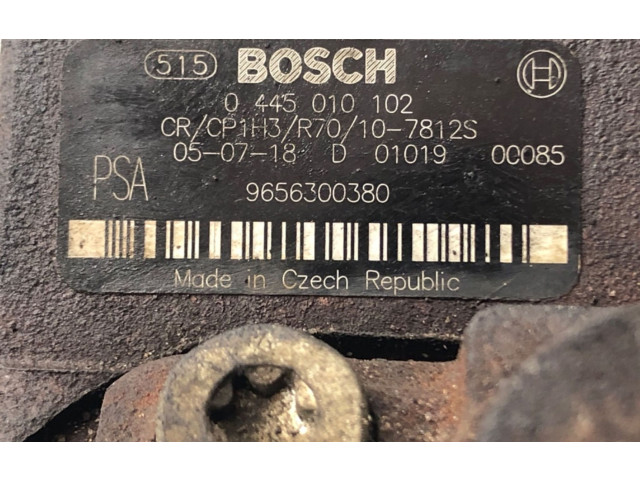 515 BOSCH
0 445 010 102
CR/CP1H3/R70/10-7812S
05-07-18 D 01019 00085
PSA 9656300380
Made in Czech Republic